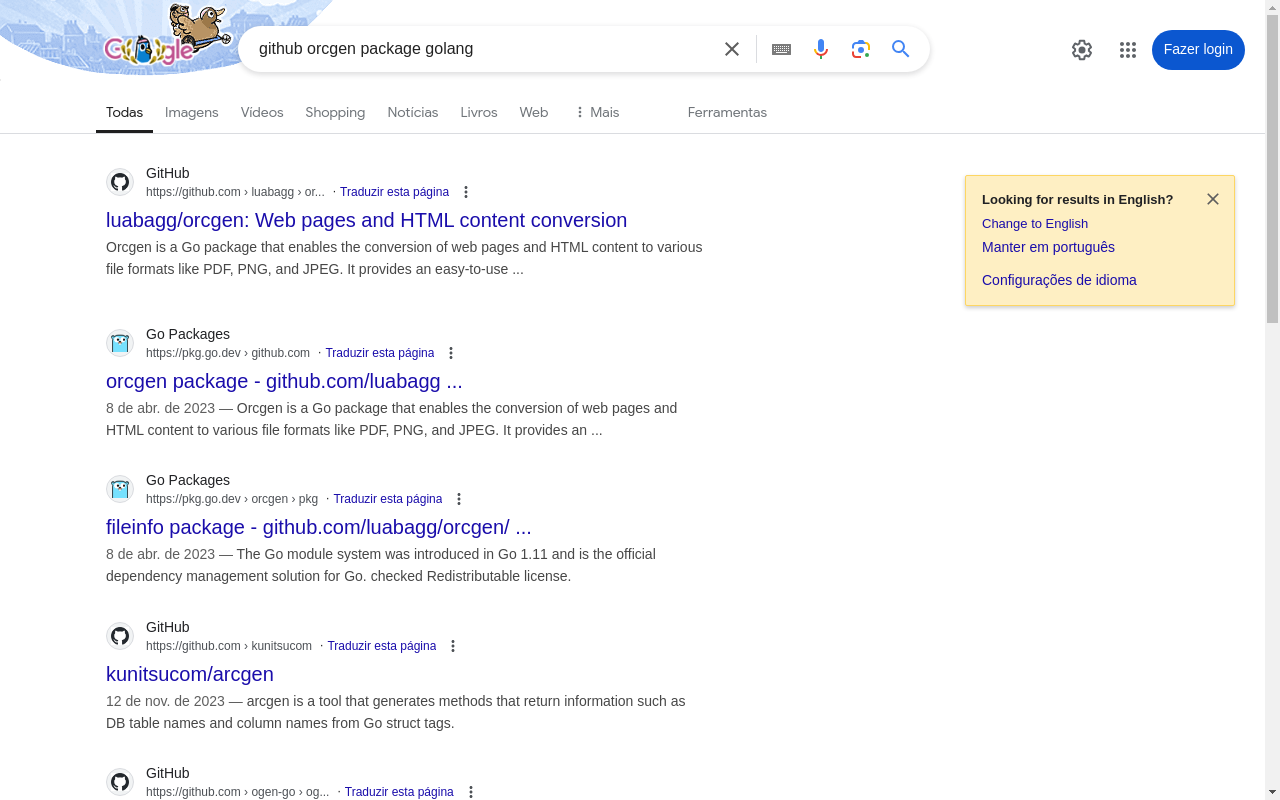 Google
github orcgen package golang
Fazer login
Todas
Imagens
Vídeos
Shopping
Notícias
Livros
Web
Mais
Ferramentas
GitHub
https://github.com › luabagg › or... · Traduzir esta página
luabagg/orcgen: Web pages and HTML content conversion
Orcgen is a Go package that enables the conversion of web pages and HTML content to various
file formats like PDF, PNG, and JPEG. It provides an easy-to-use ...
Looking for results in English?
Change to English
Manter em português
Configurações de idioma
Go Packages
https://pkg.go.dev › github.com · Traduzir esta página
orcgen package - github.com/luabagg ...
8 de abr. de 2023 — Orcgen is a Go package that enables the conversion of web pages and
HTML content to various file formats like PDF, PNG, and JPEG. It provides an ...
Go Packages
https://pkg.go.dev › orcgen › pkg · Traduzir esta página
fileinfo package - github.com/luabagg/orcgen/ ...
8 de abr. de 2023 — The Go module system was introduced in Go 1.11 and is the official
dependency management solution for Go. checked Redistributable license.
GitHub
https://github.com › kunitsucom · Traduzir esta página
kunitsucom/arcgen
12 de nov. de 2023 — arcgen is a tool that generates methods that return information such as
DB table names and column names from Go struct tags.
GitHub
https://github.com › ogen-go › og... · Traduzir esta página